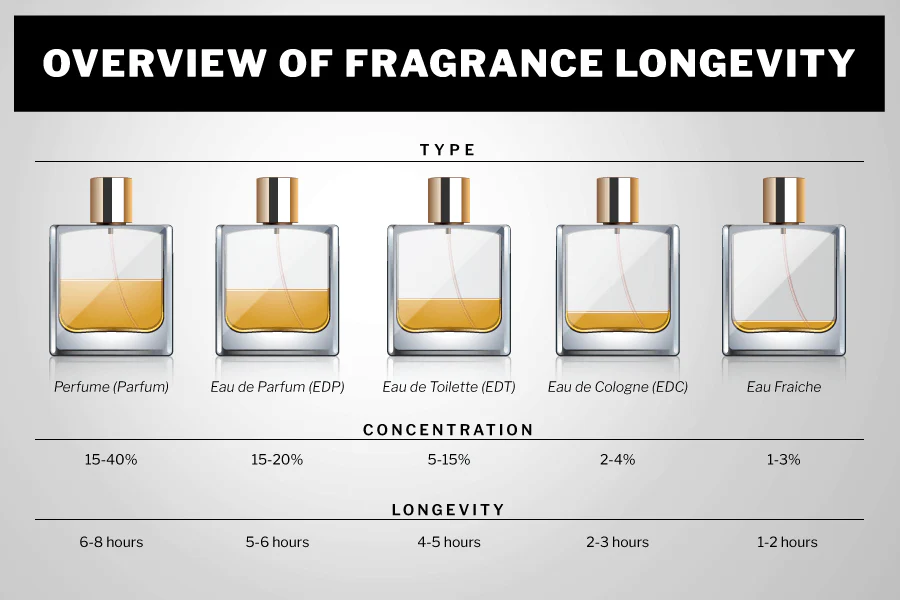 OVERVIEW OF FRAGRANCE LONGEVITY
TYPE
Perfume (Parfum) Eau de Parfum (EDP) Eau de Toilette (EDT) Eau de Cologne (EDC) Eau Fraiche
CONCENTRATION
15-40% 15-20% 5-15% 2-4% 1-3%
LONGEVITY
6-8 hours 5-6 hours 4-5 hours 2-3 hours 1-2 hours